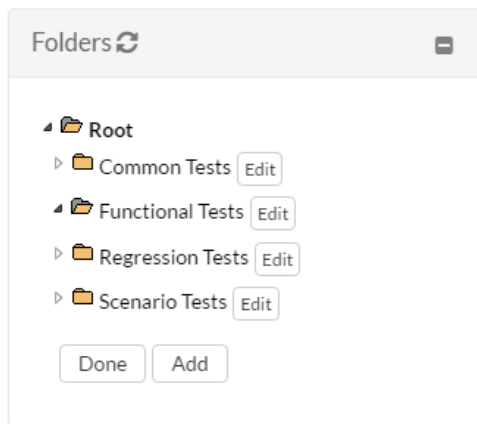 Folders
Root
Common Tests Edit
Functional Tests Edit
Regression Tests Edit
Scenario Tests Edit
Done Add